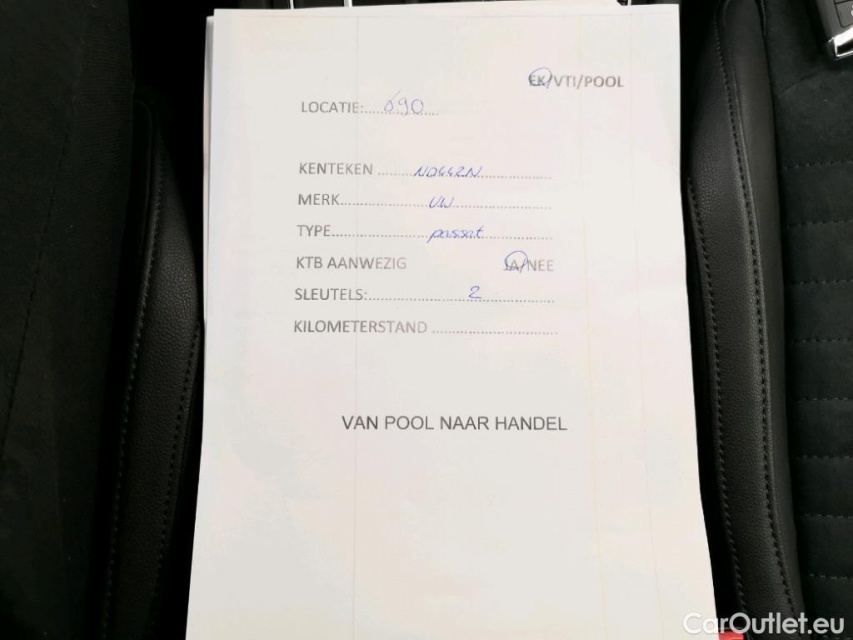 EK/VTI/POOL
LOCATIE:....690....
KENTEKEN ........ND442N................
MERK....................VW........................
TYPE....................passat................
KTB AANWEZIG JA/NEE
SLEUTELS:........................2..................
KILOMETERSTAND ..............................
VAN POOL NAAR HANDEL
CarOutlet.eu